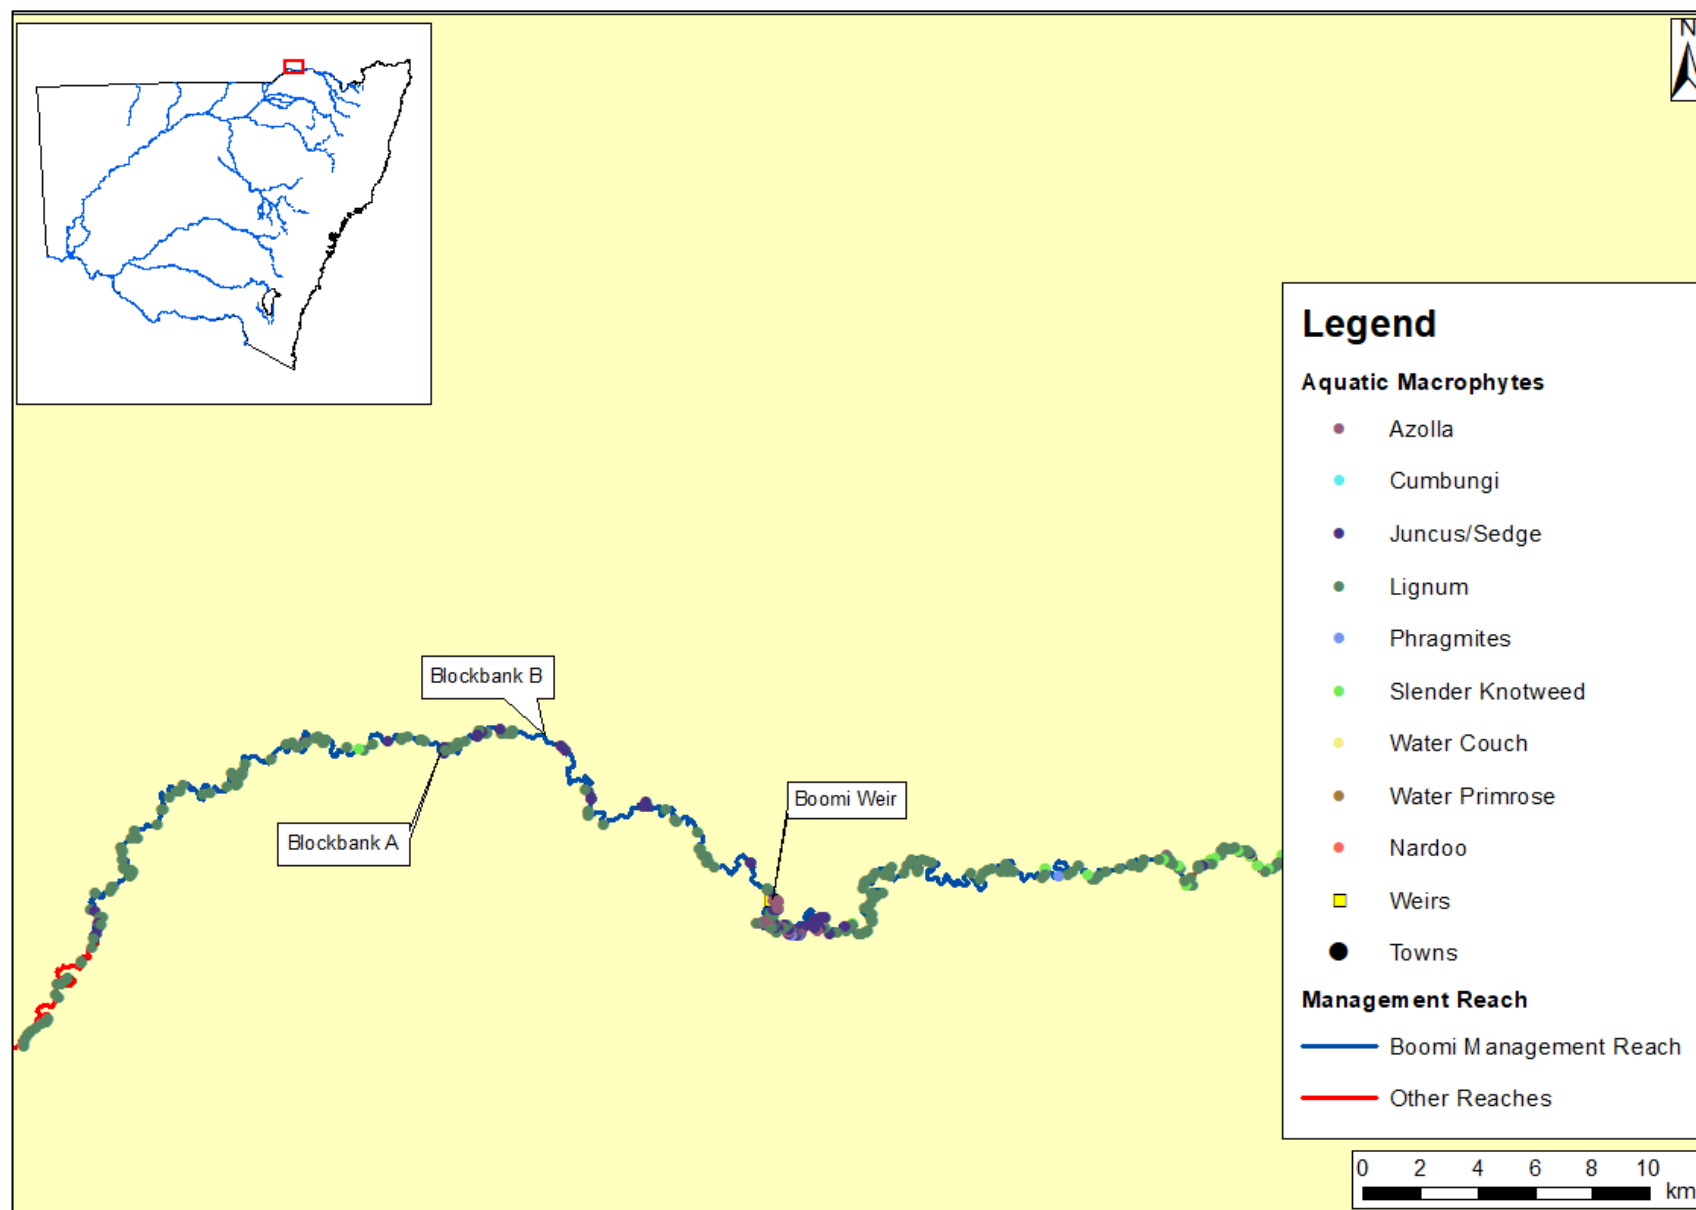 N
Legend
Aquatic Macrophytes
Azolla
Cumbungi
Juncus/Sedge
Lignum
Phragmites
Slender Knotweed
Water Couch
Water Primrose
Nardoo
Weirs
Towns
Management Reach
Boomi Management Reach
Other Reaches
Blockbank B
Boomi Weir
Blockbank A
0 2 4 6 8 10
km